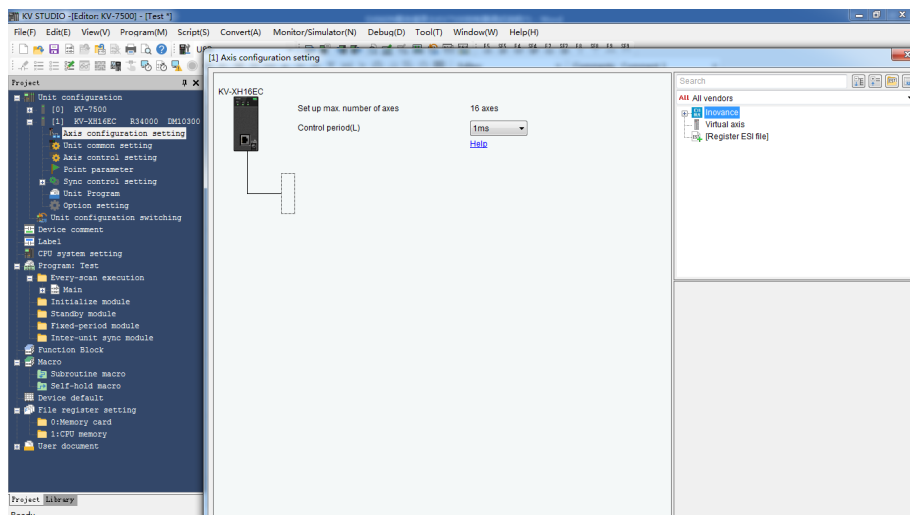 KV STUDIO -[Editor: KV-7500] - [Test *]
File(F) Edit(E) View(V) Program(M) Script(S) Convert(A) Monitor/Simulator(N) Debug(D) Tool(T) Window(W) Help(H)
[1] Axis configuration setting
Project
Unit configuration
[0] KV-7500
[1] KV-XH16EC R34000 DM10300
Axis configuration setting
Unit common setting
Axis control setting
Point parameter
Sync control setting
Unit Program
Option setting
Unit configuration switching
Device comment
Label
CPU system setting
Program: Test
Every-scan execution
Main
Initialize module
Standby module
Fixed-period module
Inter-unit sync module
Function Block
Macro
Subroutine macro
Self-hold macro
Device default
File register setting
0:Memory card
1:CPU memory
User document
Project Library
KV-XH16EC
Set up max. number of axes 16 axes
Control period(L) 1ms
Help
Search
All All vendors
Inovance
Virtual axis
[Register ESI file]